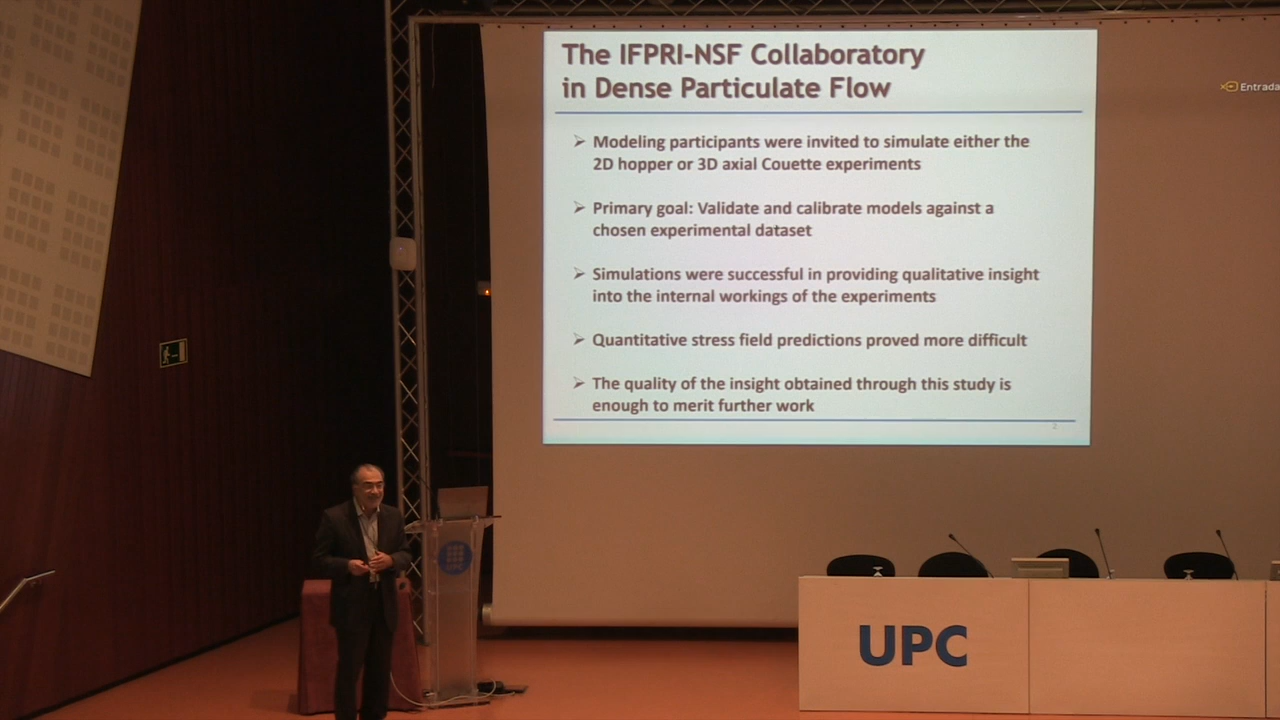 The IFPRI-NSF Collaboratory
in Dense Particulate Flow
➢ Modeling participants were invited to simulate either the
2D hopper or 3D axial Couette experiments
➢ Primary goal: Validate and calibrate models against a
chosen experimental dataset
➢ Simulations were successful in providing qualitative insight
into the internal workings of the experiments
➢ Quantitative stress field predictions proved more difficult
➢ The quality of the insight obtained through this study is
enough to merit further work
2
Entrada
UPC
UPC